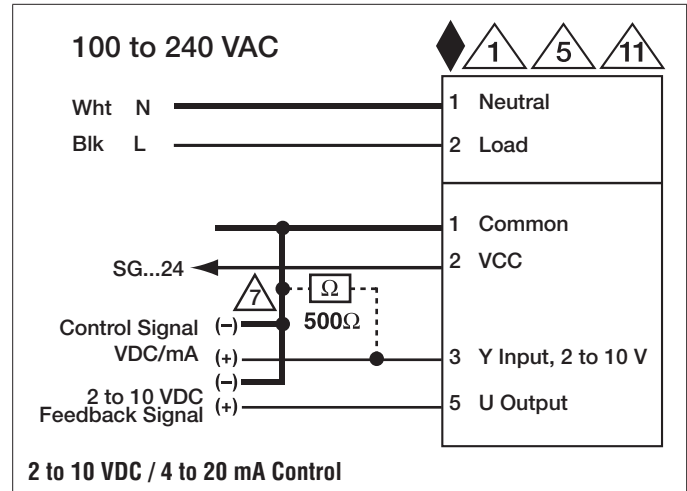 100 to 240 VAC
1 5 11
Wht N
1 Neutral
Blk L
2 Load
1 Common
SG...24
2 VCC
7
Ω
500Ω
Control Signal (–)
VDC/mA (+)
3 Y Input, 2 to 10 V
(–)
2 to 10 VDC
Feedback Signal (+)
5 U Output
2 to 10 VDC / 4 to 20 mA Control